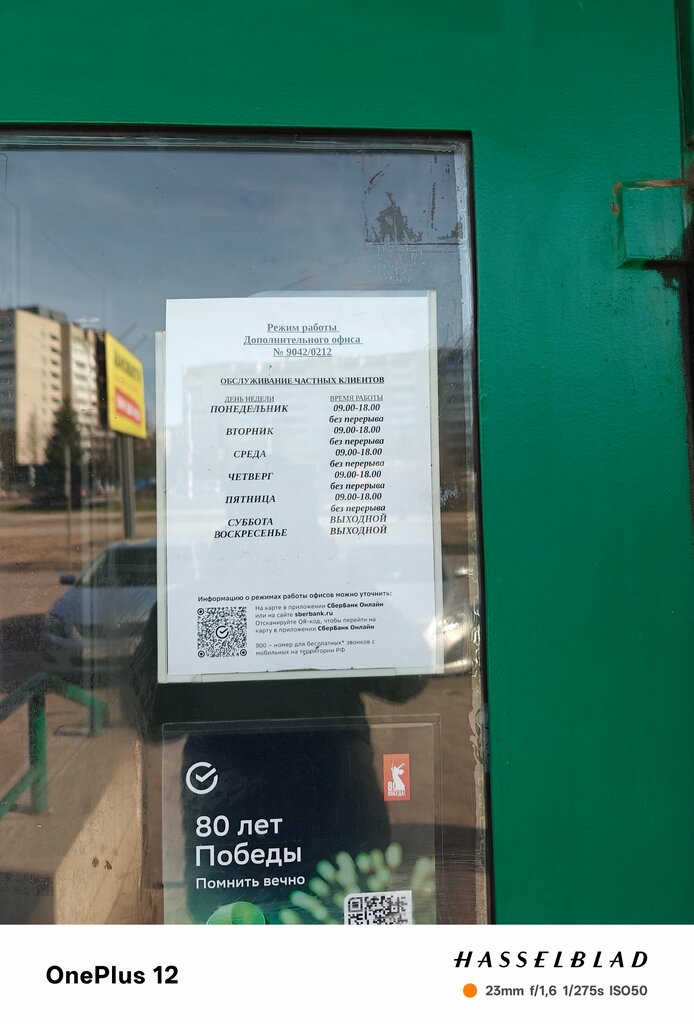 Режим работы
Дополнительного офиса
№ 9042/0212
ОБСЛУЖИВАНИЕ ЧАСТНЫХ КЛИЕНТОВ
ДЕНЬ НЕДЕЛИ ВРЕМЯ РАБОТЫ
ПОНЕДЕЛЬНИК 09.00-18.00
без перерыва
ВТОРНИК 09.00-18.00
без перерыва
СРЕДА 09.00-18.00
без перерыва
ЧЕТВЕРГ 09.00-18.00
без перерыва
ПЯТНИЦА 09.00-18.00
без перерыва
СУББОТА ВЫХОДНОЙ
ВОСКРЕСЕНЬЕ ВЫХОДНОЙ
Информацию о режимах работы офисов можно уточнить:
На карте в приложении СберБанк Онлайн
или на сайте sberbank.ru
Отсканируйте QR-код, чтобы перейти на
карту в приложении СберБанк Онлайн
900 – номер для бесплатных* звонков с
мобильных на территории РФ
80
ПОБЕДА!
80 лет
Победы
Помнить вечно
OnePlus 12
HASSELBLAD
23mm f/1,6 1/275s ISO50